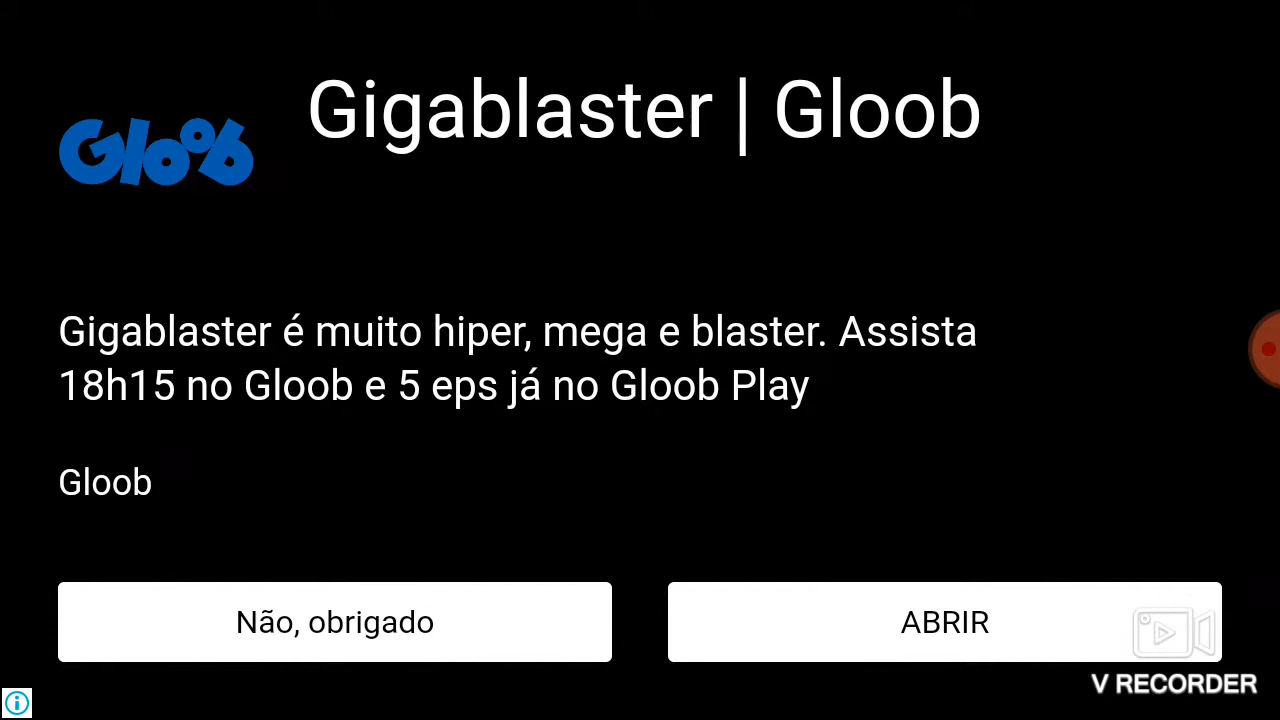 Gigablaster | Gloob
Gloob
Gigablaster é muito hiper, mega e blaster. Assista
18h15 no Gloob e 5 eps já no Gloob Play
Gloob
Não, obrigado
ABRIR
V RECORDER